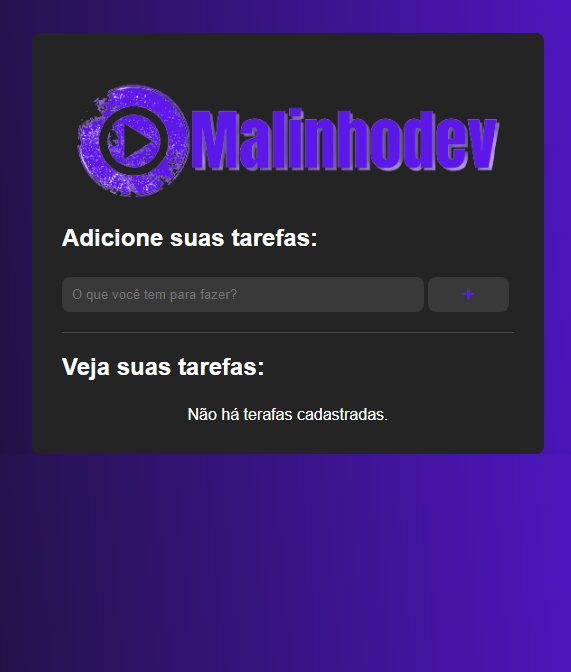 Malinhodev
Adicione suas tarefas:
O que você tem para fazer?
+
Veja suas tarefas:
Não há terafas cadastradas.